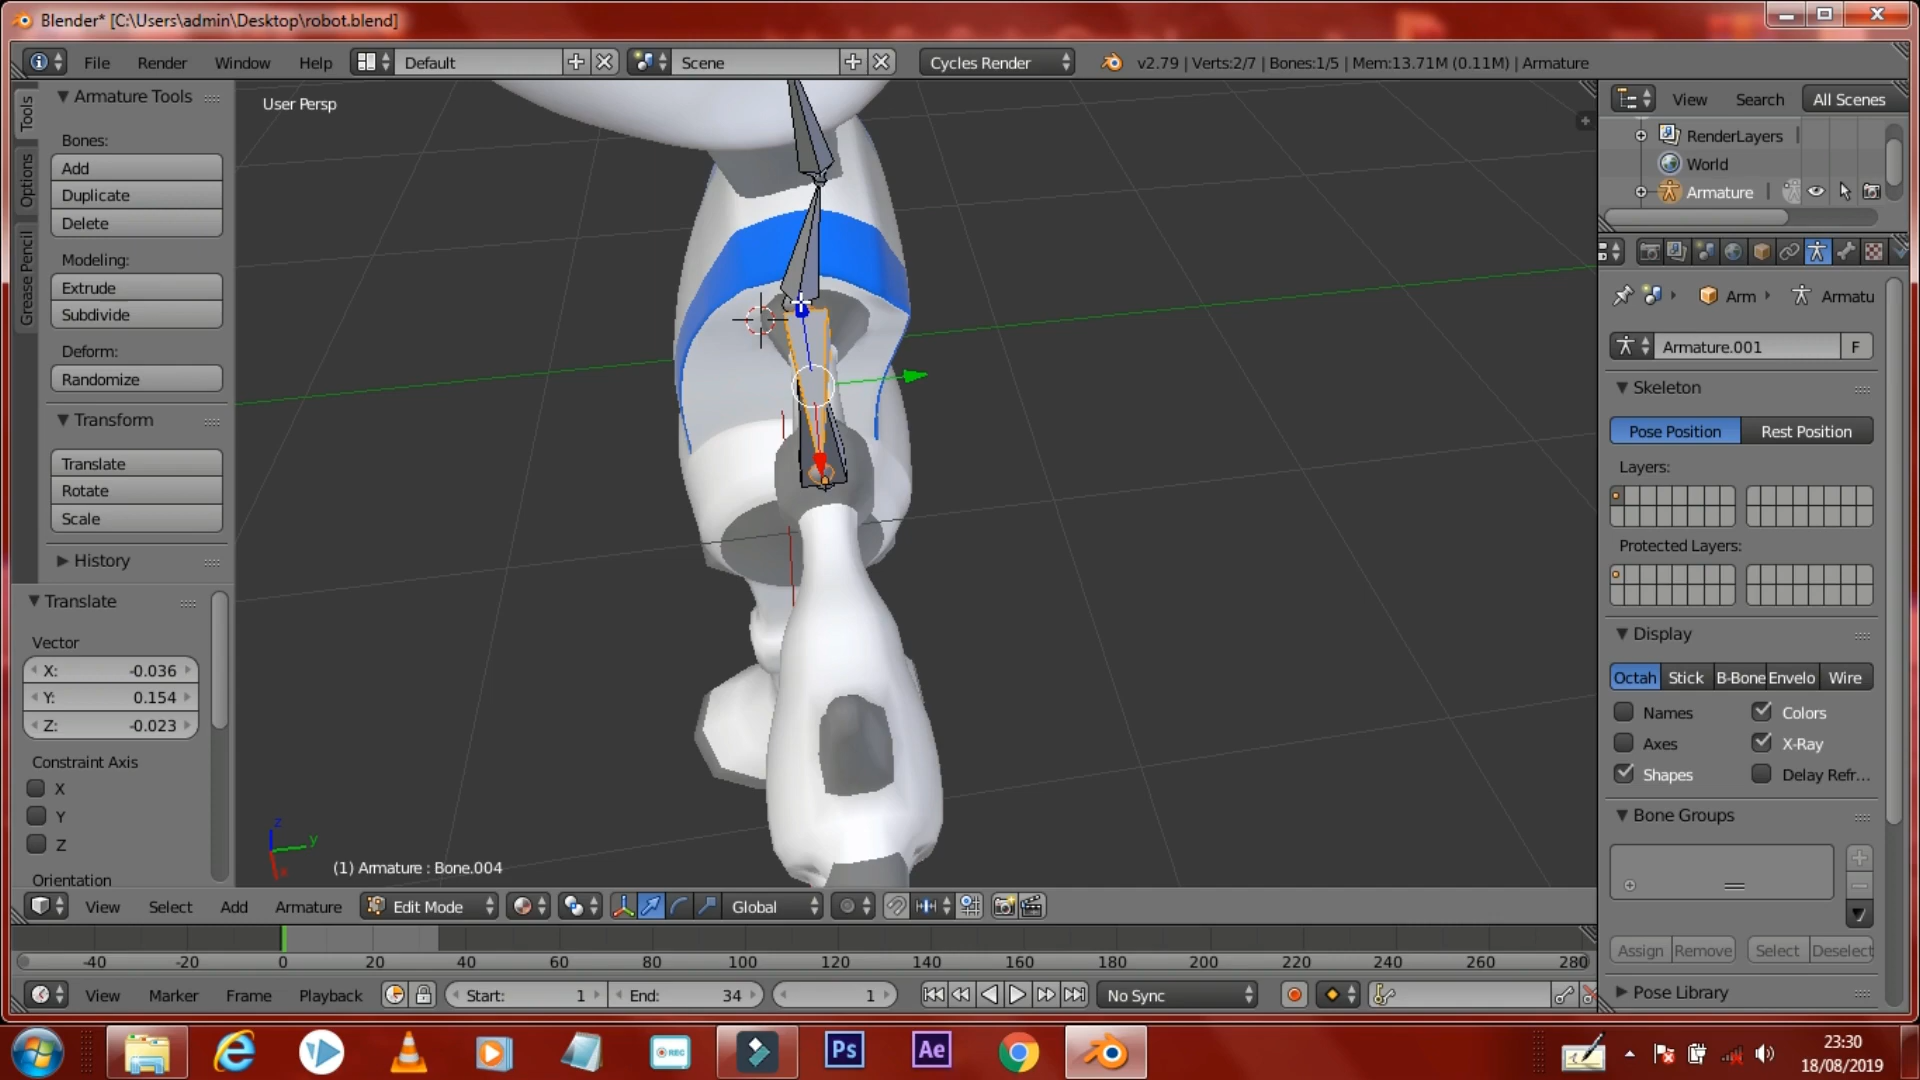 Blender* [C:\Users\admin\Desktop\robot.blend]
File Render Window Help Default Scene Cycles Render v2.79 | Verts:2/7 | Bones:1/5 | Mem:13.71M (0.11M) | Armature
Tools
Options
Grease Pencil
Armature Tools
Bones:
Add
Duplicate
Delete
Modeling:
Extrude
Subdivide
Deform:
Randomize
Transform
Translate
Rotate
Scale
History
Translate
Vector
X: -0.036
Y: 0.154
Z: -0.023
Constraint Axis
X
Y
Z
Orientation
User Persp
z
y
x
(1) Armature : Bone.004
View Select Add Armature Edit Mode Global
-40 -20 0 20 40 60 80 100 120 140 160 180 200 220 240 260 280
View Marker Frame Playback Start: 1 End: 34 1 No Sync
View Search All Scenes
RenderLayers
World
Armature
Arm Armatu
Armature.001 F
Skeleton
Pose Position Rest Position
Layers:
Protected Layers:
Display
Octah Stick B-Bone Envelo Wire
Names Colors
Axes X-Ray
Shapes Delay Refr...
Bone Groups
Assign Remove Select Deselect
Pose Library
REC
Ps
Ae
23:30
18/08/2019